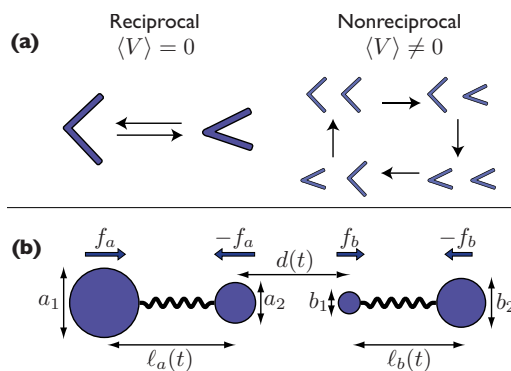 Reciprocal
⟨V⟩ = 0
Nonreciprocal
⟨V⟩ ≠ 0
(a)
(b)
f_a
−f_a
f_b
−f_b
d(t)
a_1
a_2
b_1
b_2
ℓ_a(t)
ℓ_b(t)